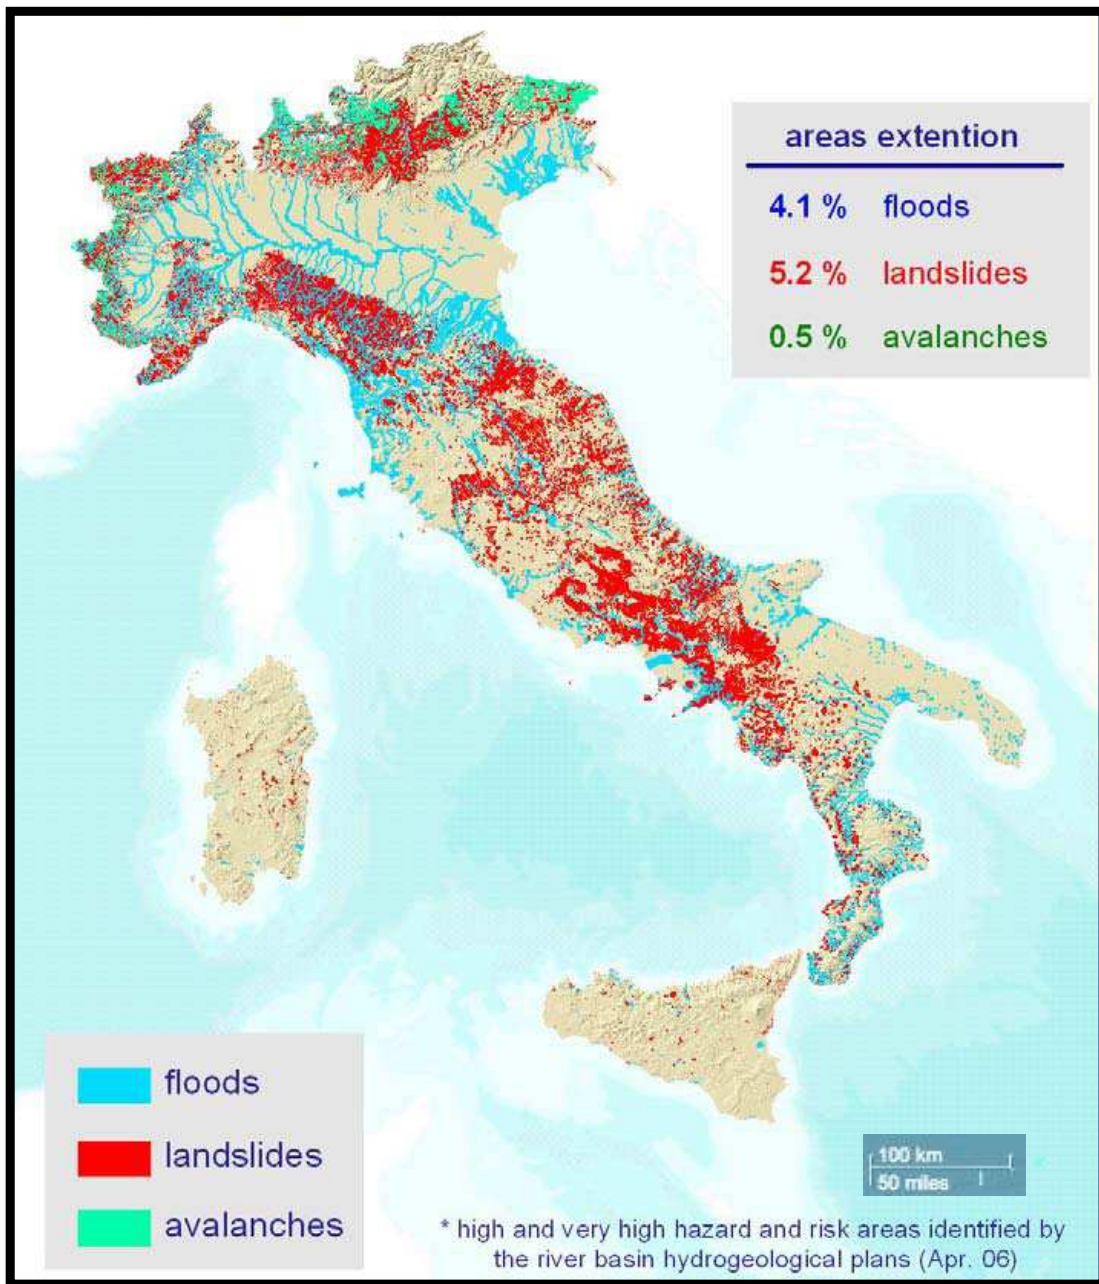 areas extention
4.1 % floods
5.2 % landslides
0.5 % avalanches
floods
landslides
avalanches
100 km
50 miles
* high and very high hazard and risk areas identified by
the river basin hydrogeological plans (Apr. 06)